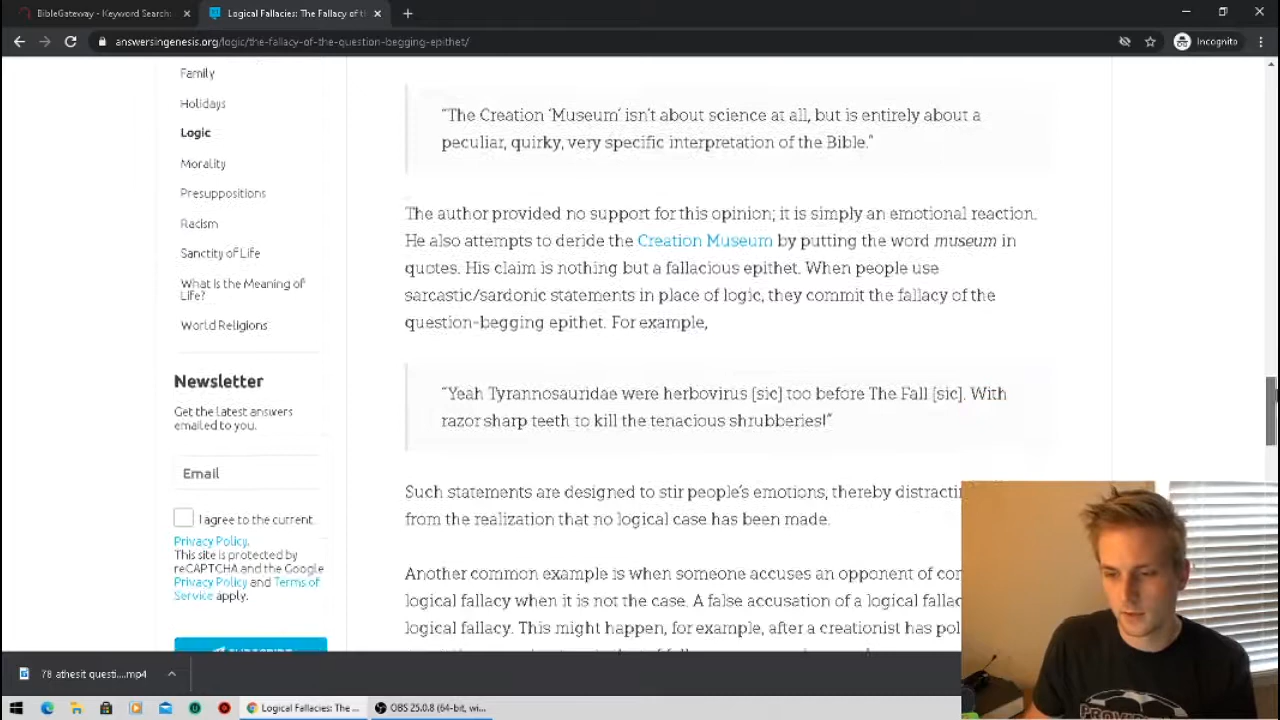 BibleGateway - Keyword Search:
Logical Fallacies: The Fallacy of t
answersingenesis.org/logic/the-fallacy-of-the-question-begging-epithet/
Incognito
Family
Holidays
Logic
Morality
Presuppositions
Racism
Sanctity of Life
What Is the Meaning of
Life?
World Religions
Newsletter
Get the latest answers
emailed to you.
Email
I agree to the current
Privacy Policy.
This site is protected by
reCAPTCHA and the Google
Privacy Policy and Terms of
Service apply.
“The Creation ‘Museum’ isn’t about science at all, but is entirely about a
peculiar, quirky, very specific interpretation of the Bible.”
The author provided no support for this opinion; it is simply an emotional reaction.
He also attempts to deride the Creation Museum by putting the word museum in
quotes. His claim is nothing but a fallacious epithet. When people use
sarcastic/sardonic statements in place of logic, they commit the fallacy of the
question-begging epithet. For example,
“Yeah Tyrannosauridae were herbovirus [sic] too before The Fall [sic]. With
razor sharp teeth to kill the tenacious shrubberies!”
Such statements are designed to stir people’s emotions, thereby distracti
from the realization that no logical case has been made.
Another common example is when someone accuses an opponent of co
logical fallacy when it is not the case. A false accusation of a logical falla
logical fallacy. This might happen, for example, after a creationist has po
78 athesit questi....mp4
Logical Fallacies: The ...
OBS 25.0.8 (64-bit, wi...